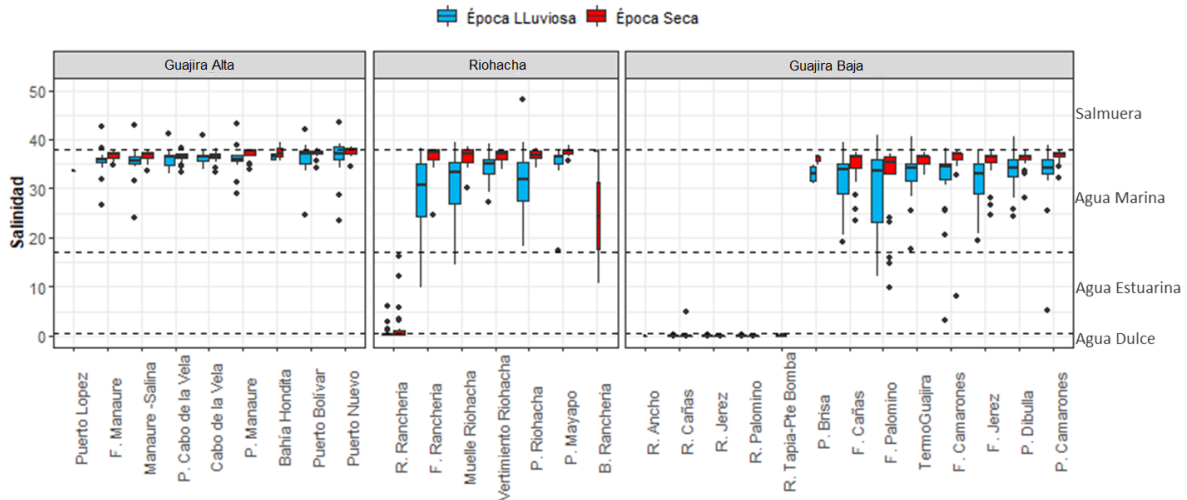 Época LLuviosa Época Seca
Guajira Alta Riohacha Guajira Baja
Salinidad
50
40
30
20
10
0
Salmuera
Agua Marina
Agua Estuarina
Agua Dulce
Puerto Lopez
F. Manaure
Manaure -Salina
P. Cabo de la Vela
Cabo de la Vela
P. Manaure
Bahía Hondita
Puerto Bolívar
Puerto Nuevo
R. Rancheria
F. Rancheria
Muelle Riohacha
Vertimiento Riohacha
P. Riohacha
P. Mayapo
B. Rancheria
R. Ancho
R. Cañas
R. Jerez
R. Palomino
R. Tapia-Pte Bomba
P. Brisa
F. Cañas
F. Palomino
TermoGuajira
F. Camarones
F. Jerez
P. Dibulla
P. Camarones